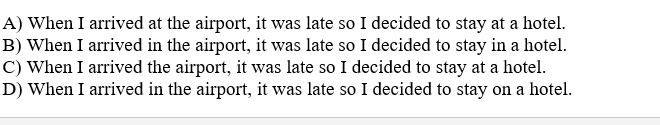 A) When I arrived at the airport, it was late so I decided to stay at a hotel.
B) When I arrived in the airport, it was late so I decided to stay in a hotel.
C) When I arrived the airport, it was late so I decided to stay at a hotel.
D) When I arrived in the airport, it was late so I decided to stay on a hotel.